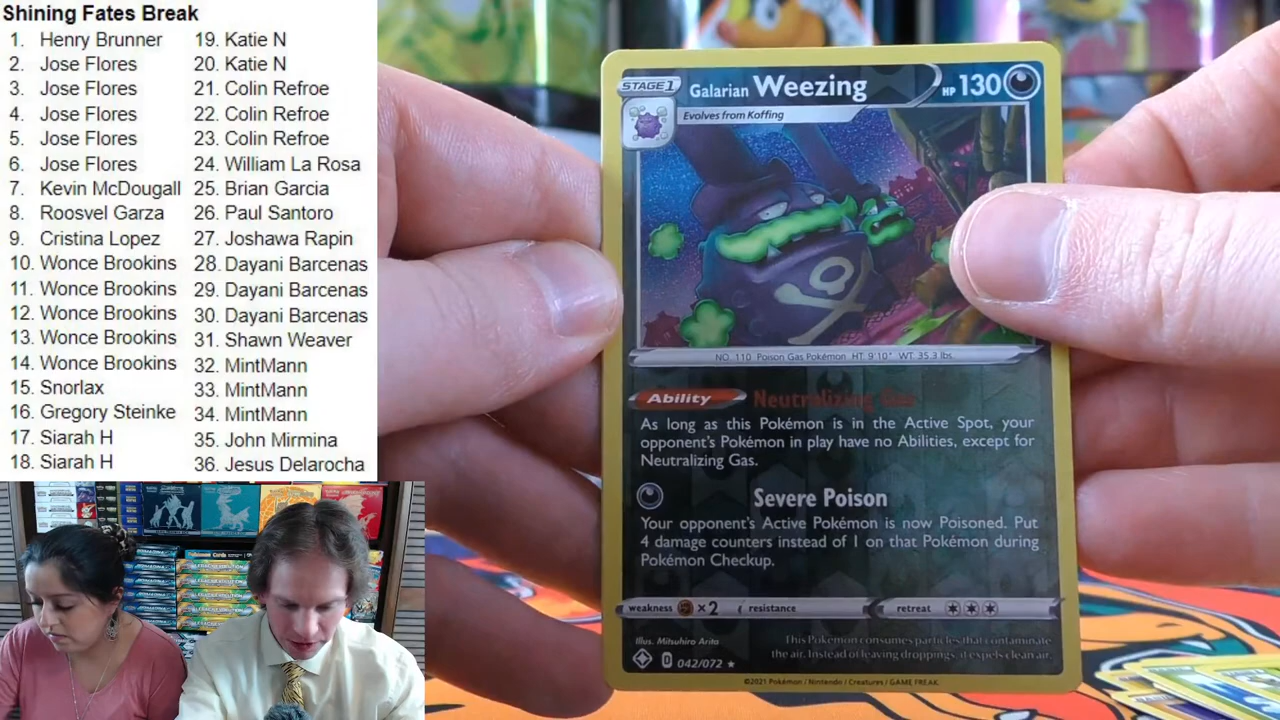 Shining Fates Break
1. Henry Brunner
2. Jose Flores
3. Jose Flores
4. Jose Flores
5. Jose Flores
6. Jose Flores
7. Kevin McDougall
8. Roosvel Garza
9. Cristina Lopez
10. Wonce Brookins
11. Wonce Brookins
12. Wonce Brookins
13. Wonce Brookins
14. Wonce Brookins
15. Snorlax
16. Gregory Steinke
17. Siarah H
18. Siarah H
19. Katie N
20. Katie N
21. Colin Refroe
22. Colin Refroe
23. Colin Refroe
24. William La Rosa
25. Brian Garcia
26. Paul Santoro
27. Joshawa Rapin
28. Dayani Barcenas
29. Dayani Barcenas
30. Dayani Barcenas
31. Shawn Weaver
32. MintMann
33. MintMann
34. MintMann
35. John Mirmina
36. Jesus Delarocha
STAGE 1 Galarian Weezing HP 130
Evolves from Koffing
NO. 110 Poison Gas Pokémon HT: 9'10" WT: 35.3 lbs.
Ability Neutralizing Gas
As long as this Pokémon is in the Active Spot, your
opponent's Pokémon in play have no Abilities, except for
Neutralizing Gas.
Severe Poison
Your opponent's Active Pokémon is now Poisoned. Put
4 damage counters instead of 1 on that Pokémon during
Pokémon Checkup.
weakness ×2 resistance retreat
Illus. Mitsuhiro Arita
This Pokémon consumes particles that contaminate
the air. Instead of leaving droppings, it expels clean air.
D 042/072 ★
©2021 Pokémon / Nintendo / Creatures / GAME FREAK